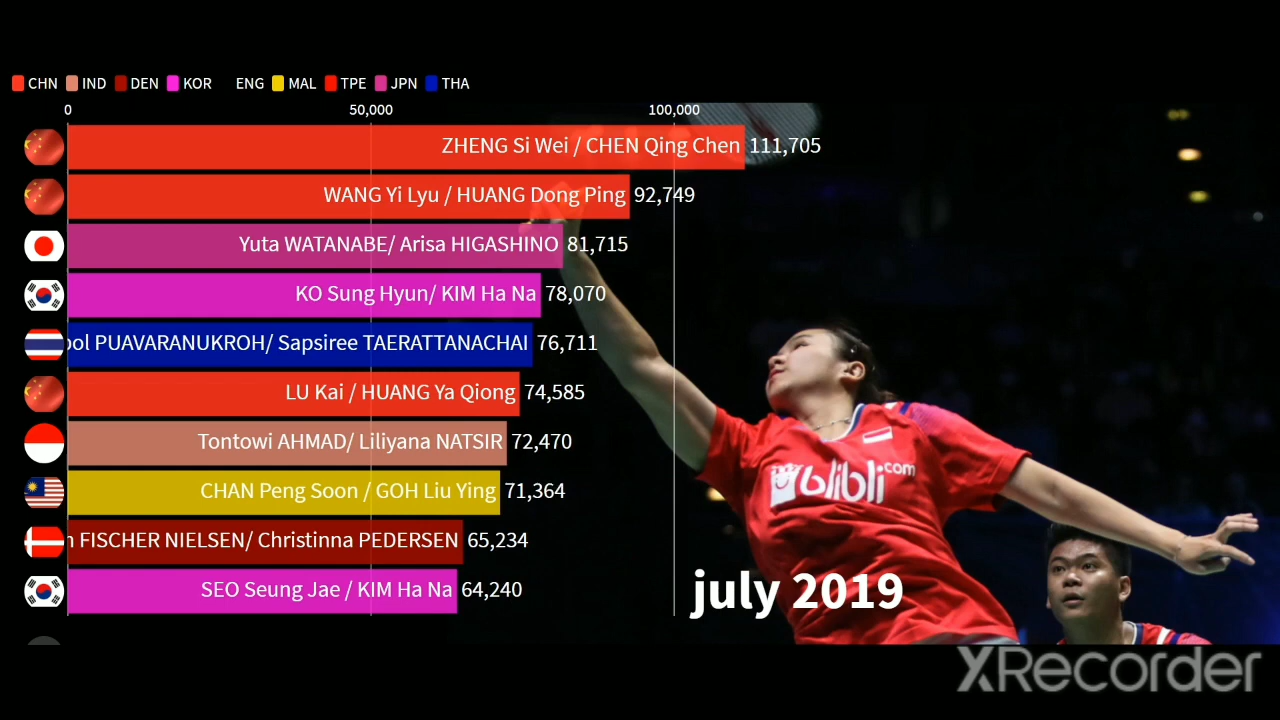 CHN IND DEN KOR ENG MAL TPE JPN THA
0 50,000 100,000
ZHENG Si Wei / CHEN Qing Chen 111,705
WANG Yi Lyu / HUANG Dong Ping 92,749
Yuta WATANABE/ Arisa HIGASHINO 81,715
KO Sung Hyun/ KIM Ha Na 78,070
ool PUAVARANUKROH/ Sapsiree TAERATTANACHAI 76,711
LU Kai / HUANG Ya Qiong 74,585
Tontowi AHMAD/ Liliyana NATSIR 72,470
CHAN Peng Soon / GOH Liu Ying 71,364
FISCHER NIELSEN/ Christinna PEDERSEN 65,234
SEO Seung Jae / KIM Ha Na 64,240
blibli.com
july 2019
XRecorder